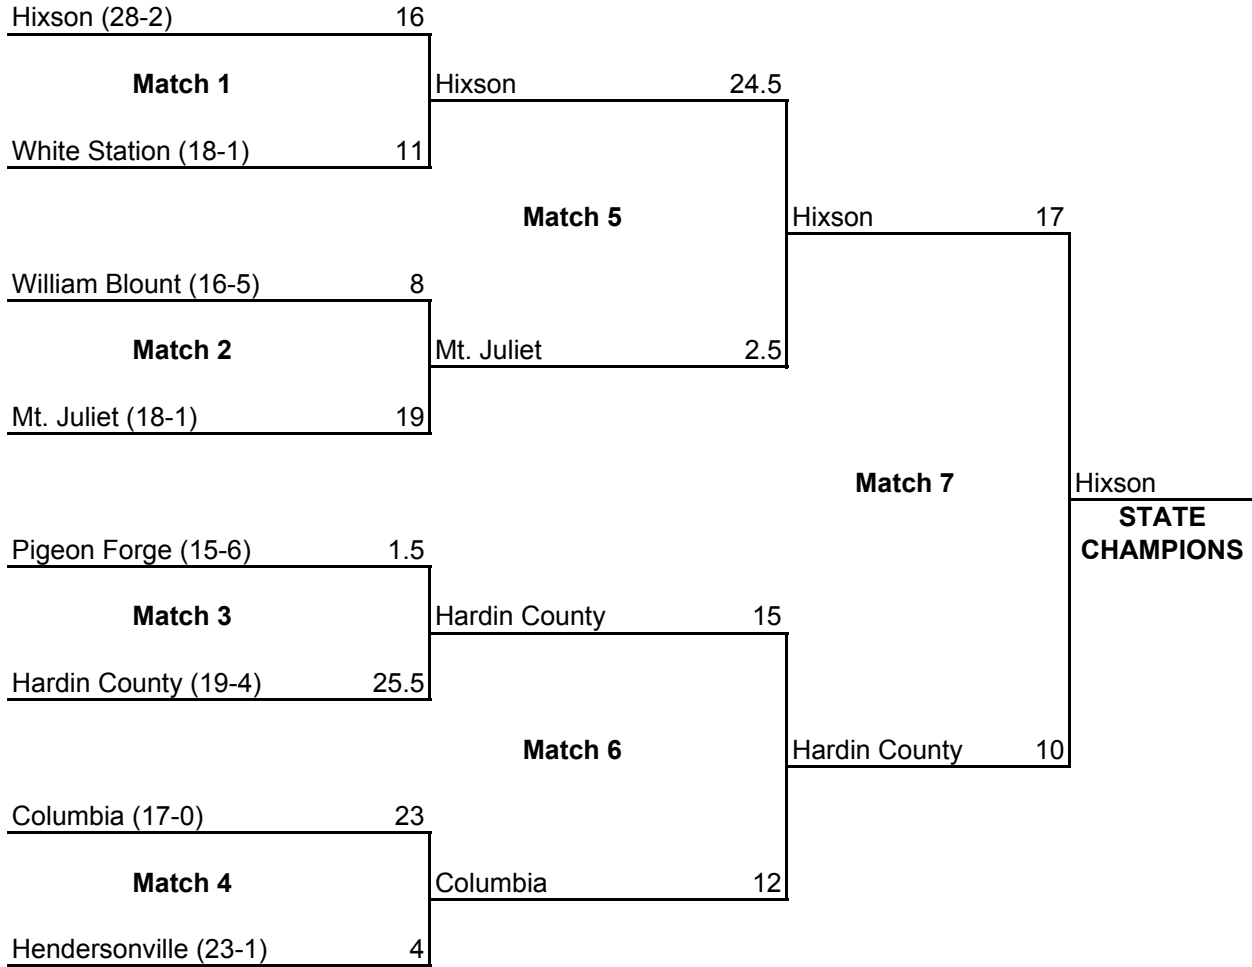 Hixson (28-2) 16
Match 1 Hixson 24.5
White Station (18-1) 11
Match 5 Hixson 17
William Blount (16-5) 8
Match 2 Mt. Juliet 2.5
Mt. Juliet (18-1) 19
Match 7 Hixson
STATE
Pigeon Forge (15-6) 1.5 CHAMPIONS
Match 3 Hardin County 15
Hardin County (19-4) 25.5
Match 6 Hardin County 10
Columbia (17-0) 23
Match 4 Columbia 12
Hendersonville (23-1) 4